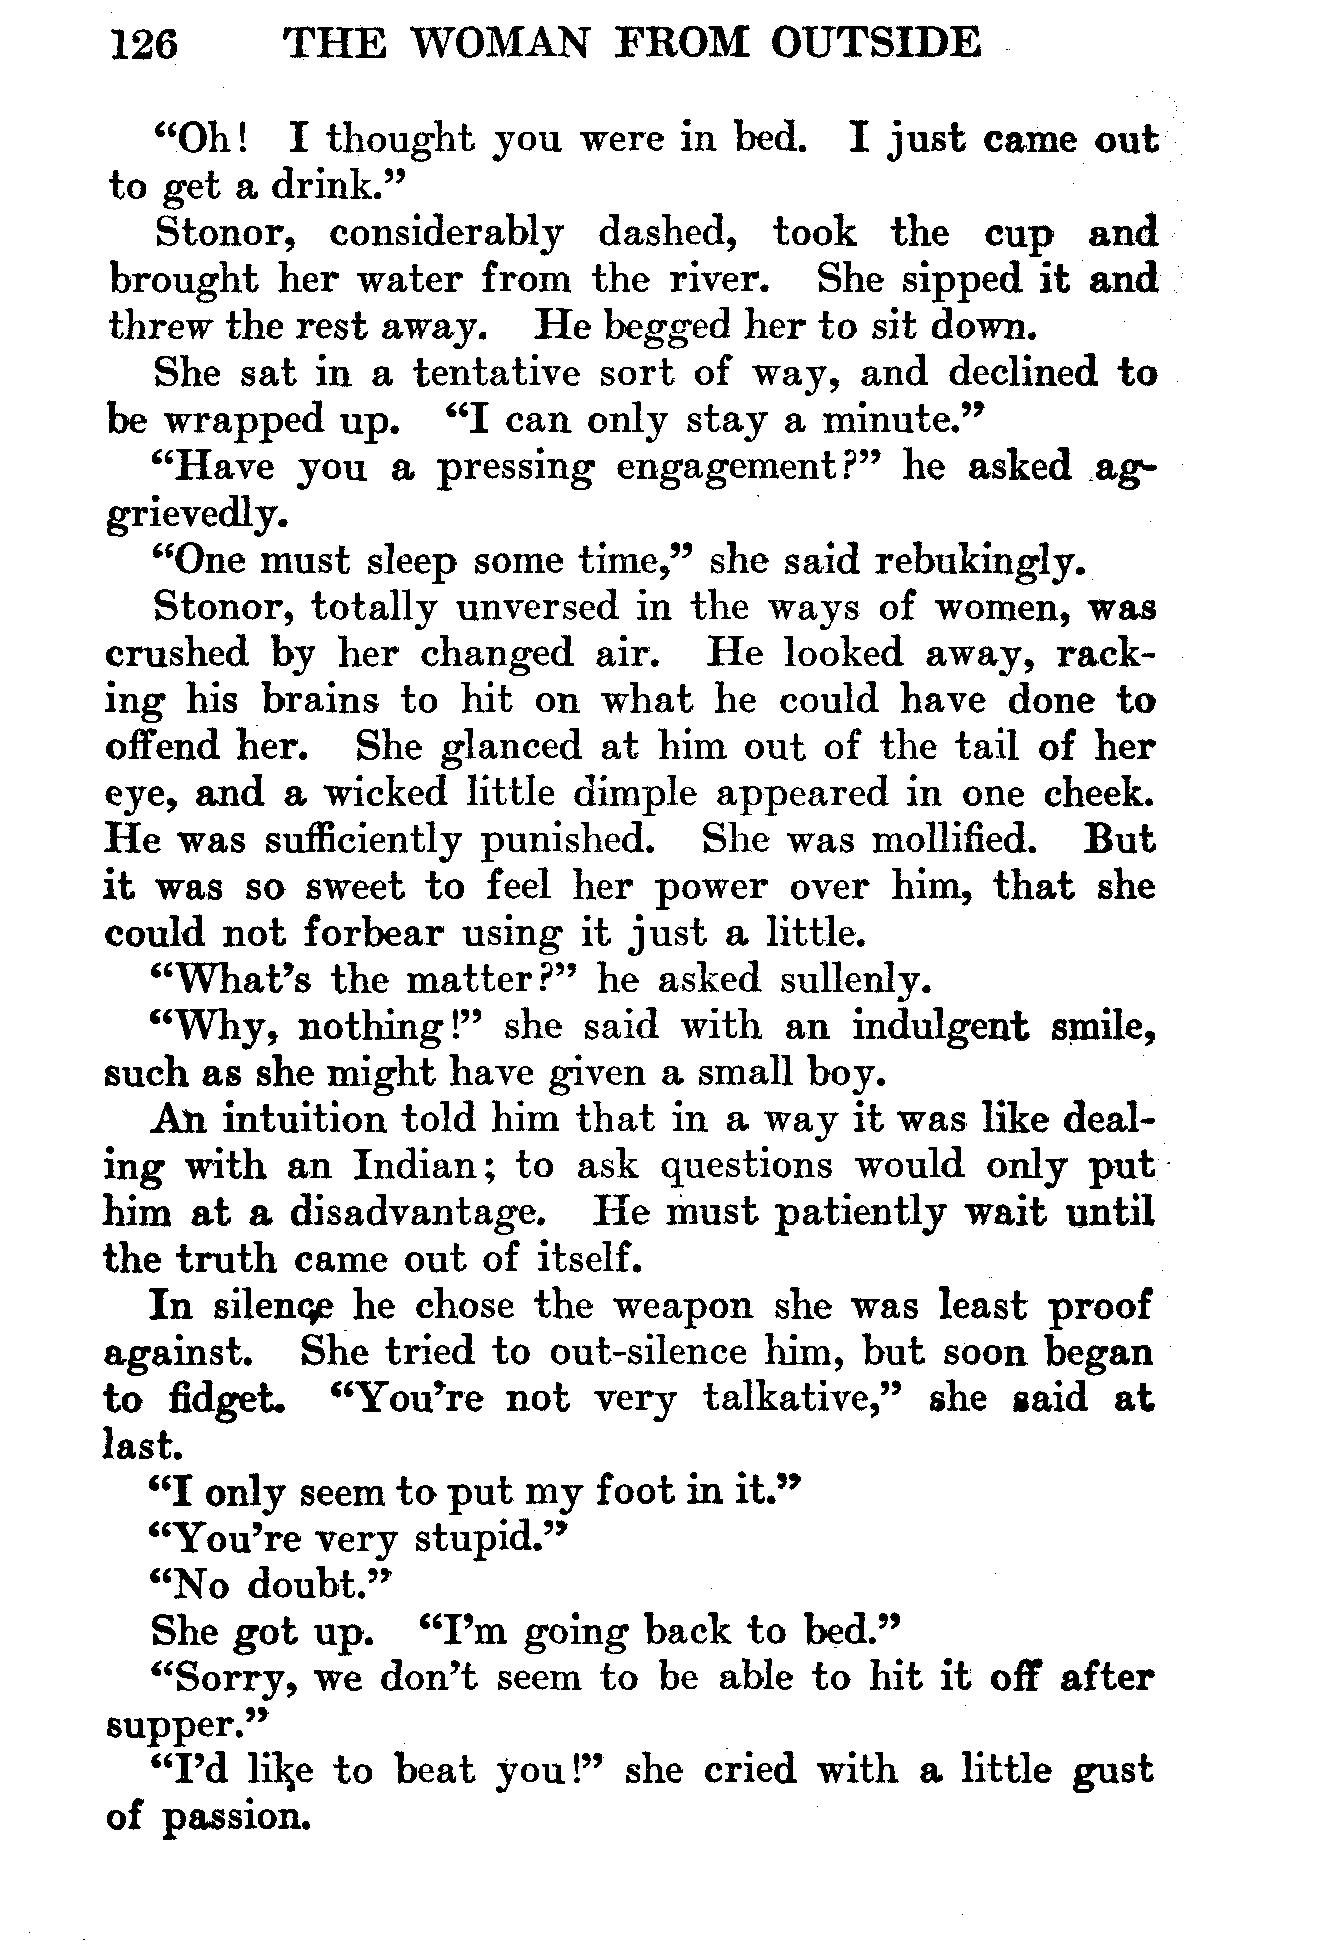 126 THE WOMAN FROM OUTSIDE
“Oh! I thought you were in bed. I just came out
to get a drink.”
Stonor, considerably dashed, took the cup and
brought her water from the river. She sipped it and
threw the rest away. He begged her to sit down.
She sat in a tentative sort of way, and declined to
be wrapped up. “I can only stay a minute.”
“Have you a pressing engagement?” he asked ag-
grievedly.
“One must sleep some time,” she said rebukingly.
Stonor, totally unversed in the ways of women, was
crushed by her changed air. He looked away, rack-
ing his brains to hit on what he could have done to
offend her. She glanced at him out of the tail of her
eye, and a wicked little dimple appeared in one cheek.
He was sufficiently punished. She was mollified. But
it was so sweet to feel her power over him, that she
could not forbear using it just a little.
“What’s the matter?” he asked sullenly.
“Why, nothing!” she said with an indulgent smile,
such as she might have given a small boy.
An intuition told him that in a way it was like deal-
ing with an Indian; to ask questions would only put
him at a disadvantage. He must patiently wait until
the truth came out of itself.
In silence he chose the weapon she was least proof
against. She tried to out-silence him, but soon began
to fidget. “You’re not very talkative,” she said at
last.
“I only seem to put my foot in it.”
“You’re very stupid.”
“No doubt.”
She got up. “I’m going back to bed.”
“Sorry, we don’t seem to be able to hit it off after
supper.”
“I’d like to beat you!” she cried with a little gust
of passion.